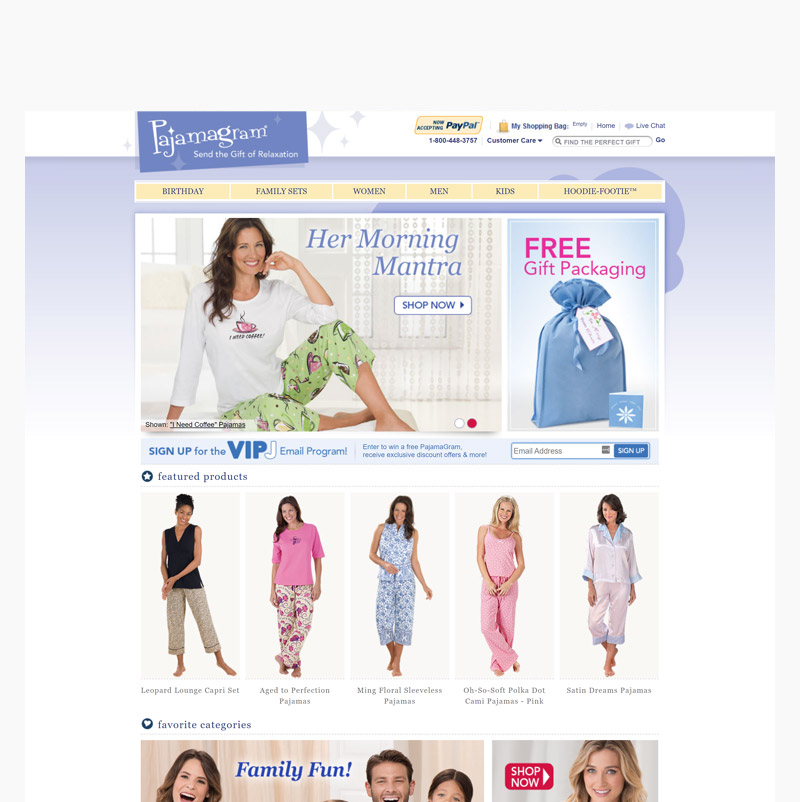 Pajamagram
Send the Gift of Relaxation
NOW ACCEPTING PayPal
My Shopping Bag: Empty
Home
Live Chat
1-800-448-3757
Customer Care
FIND THE PERFECT GIFT
Go
BIRTHDAY
FAMILY SETS
WOMEN
MEN
KIDS
HOODIE-FOOTIE™
Her Morning
Mantra
SHOP NOW
I NEED COFFEE!
Shown: "I Need Coffee" Pajamas
FREE
Gift Packaging
SIGN UP for the VIPJ Email Program!
Enter to win a free PajamaGram,
receive exclusive discount offers & more!
Email Address
SIGN UP
featured products
Leopard Lounge Capri Set
Aged to Perfection
Pajamas
Ming Floral Sleeveless
Pajamas
Oh-So-Soft Polka Dot
Cami Pajamas - Pink
Satin Dreams Pajamas
favorite categories
Family Fun!
SHOP
NOW